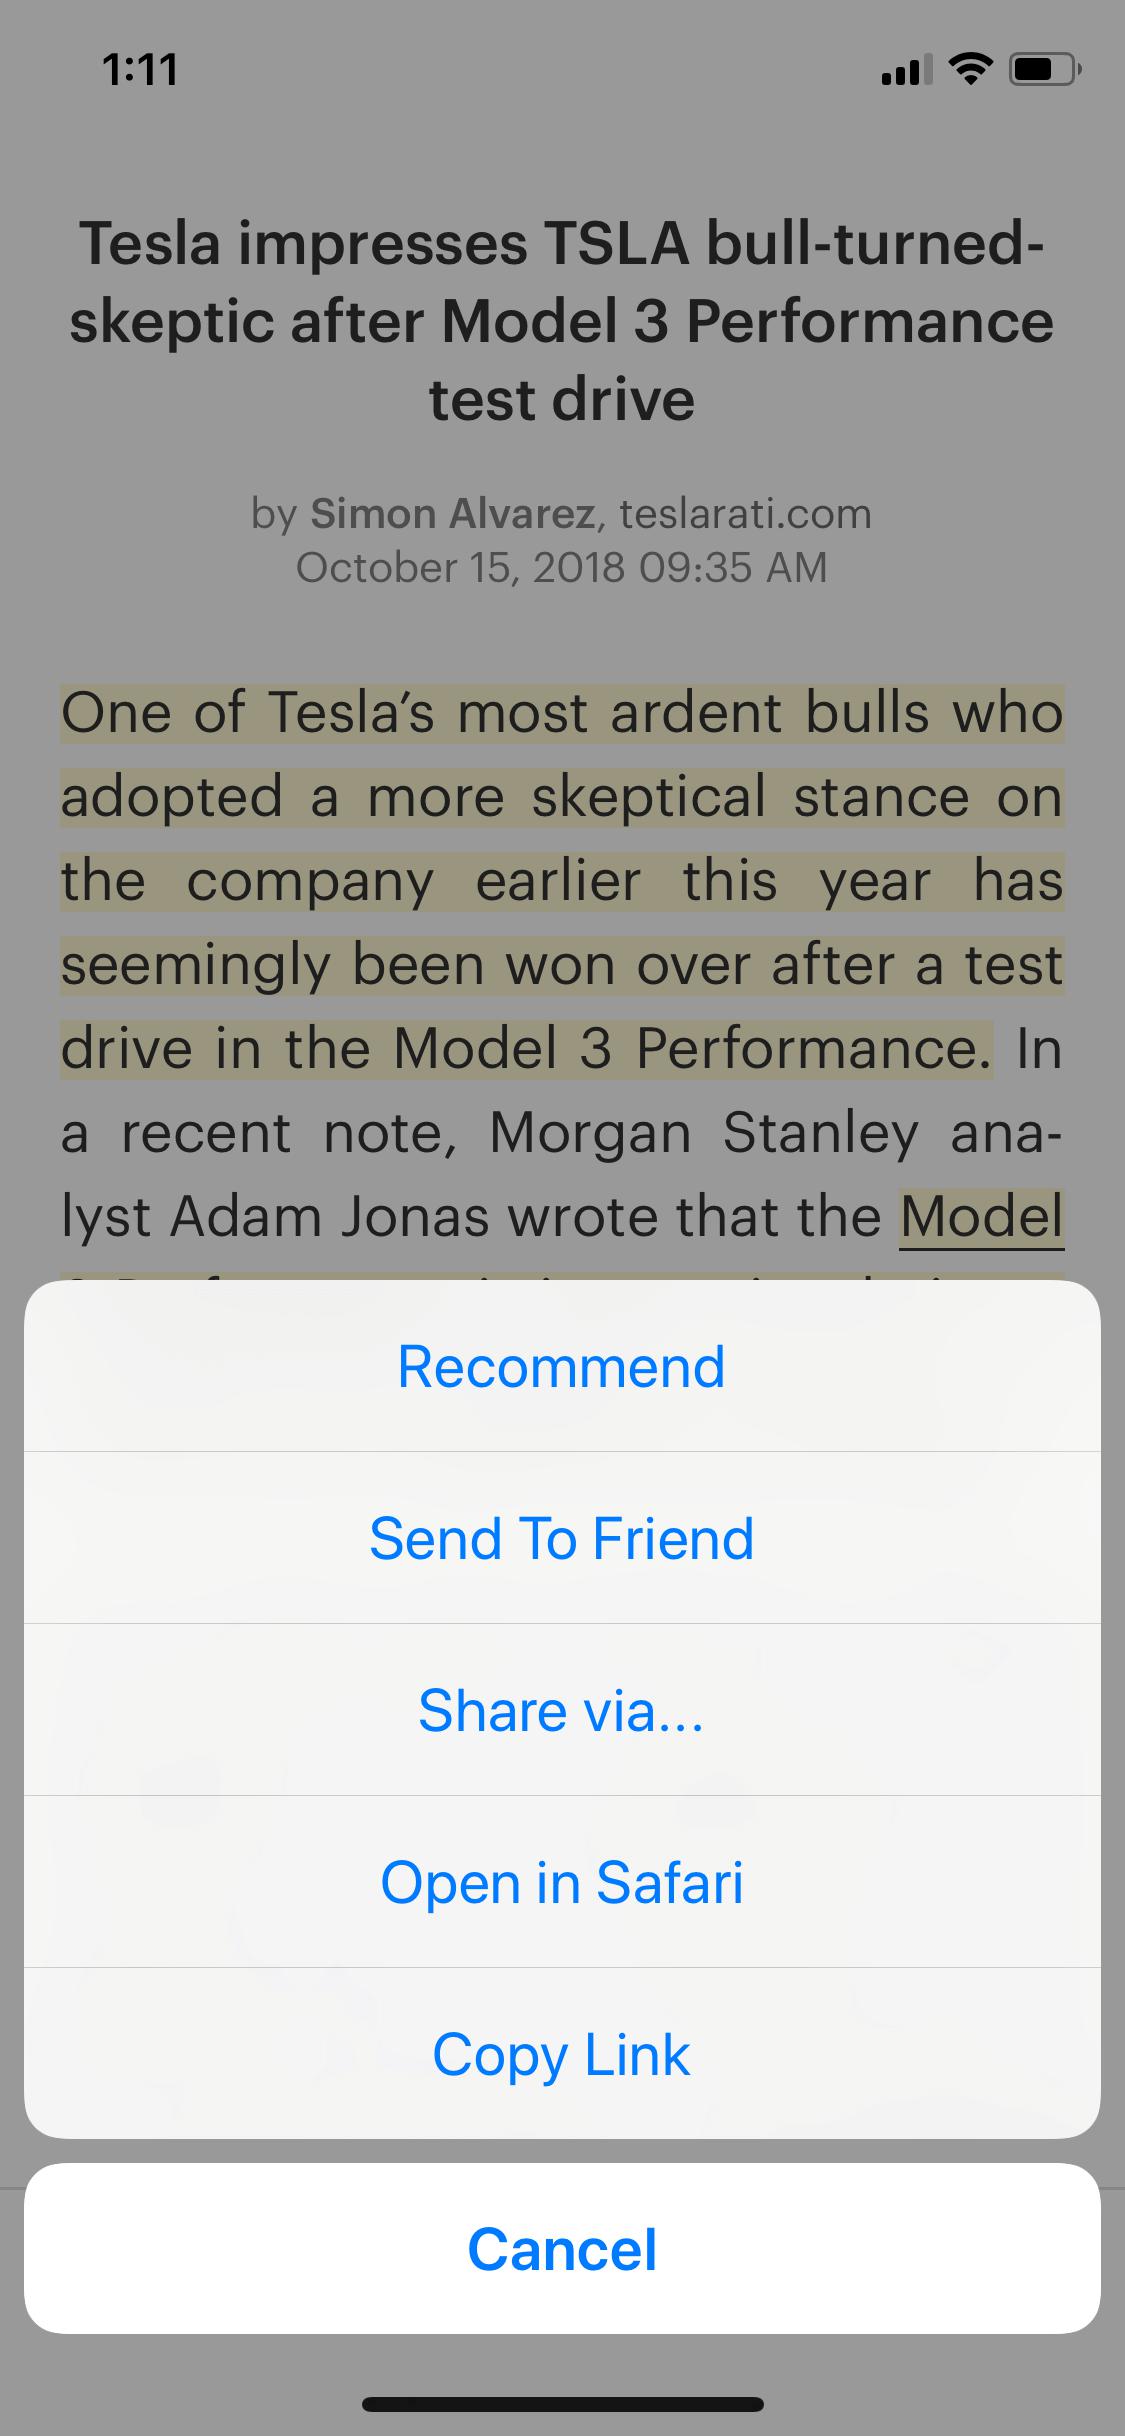 1:11
Tesla impresses TSLA bull-turned-
skeptic after Model 3 Performance
test drive
by Simon Alvarez, teslarati.com
October 15, 2018 09:35 AM
One of Tesla’s most ardent bulls who
adopted a more skeptical stance on
the company earlier this year has
seemingly been won over after a test
drive in the Model 3 Performance. In
a recent note, Morgan Stanley ana-
lyst Adam Jonas wrote that the Model
Recommend
Send To Friend
Share via...
Open in Safari
Copy Link
Cancel